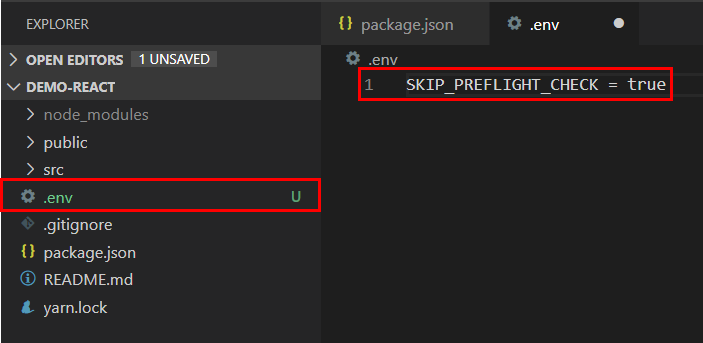 EXPLORER
OPEN EDITORS 1 UNSAVED
DEMO-REACT
node_modules
public
src
.env U
.gitignore
{} package.json
README.md
yarn.lock
{} package.json .env
.env
1 SKIP_PREFLIGHT_CHECK = true